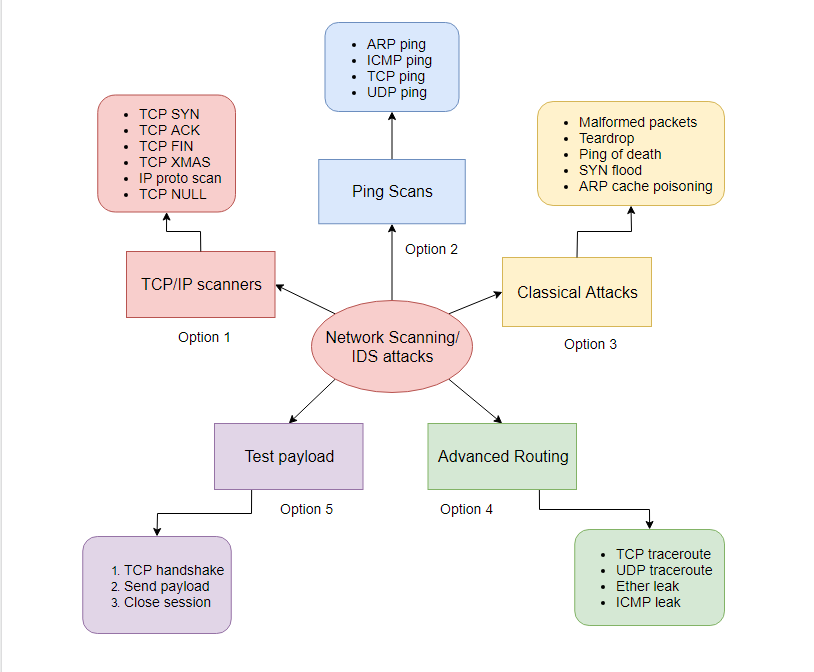 ARP ping
ICMP ping
TCP ping
UDP ping
TCP SYN
TCP ACK
TCP FIN
TCP XMAS
IP proto scan
TCP NULL
Malformed packets
Teardrop
Ping of death
SYN flood
ARP cache poisoning
Ping Scans
Option 2
TCP/IP scanners
Option 1
Classical Attacks
Option 3
Network Scanning/
IDS attacks
Test payload
Option 5
Advanced Routing
Option 4
1. TCP handshake
2. Send payload
3. Close session
TCP traceroute
UDP traceroute
Ether leak
ICMP leak